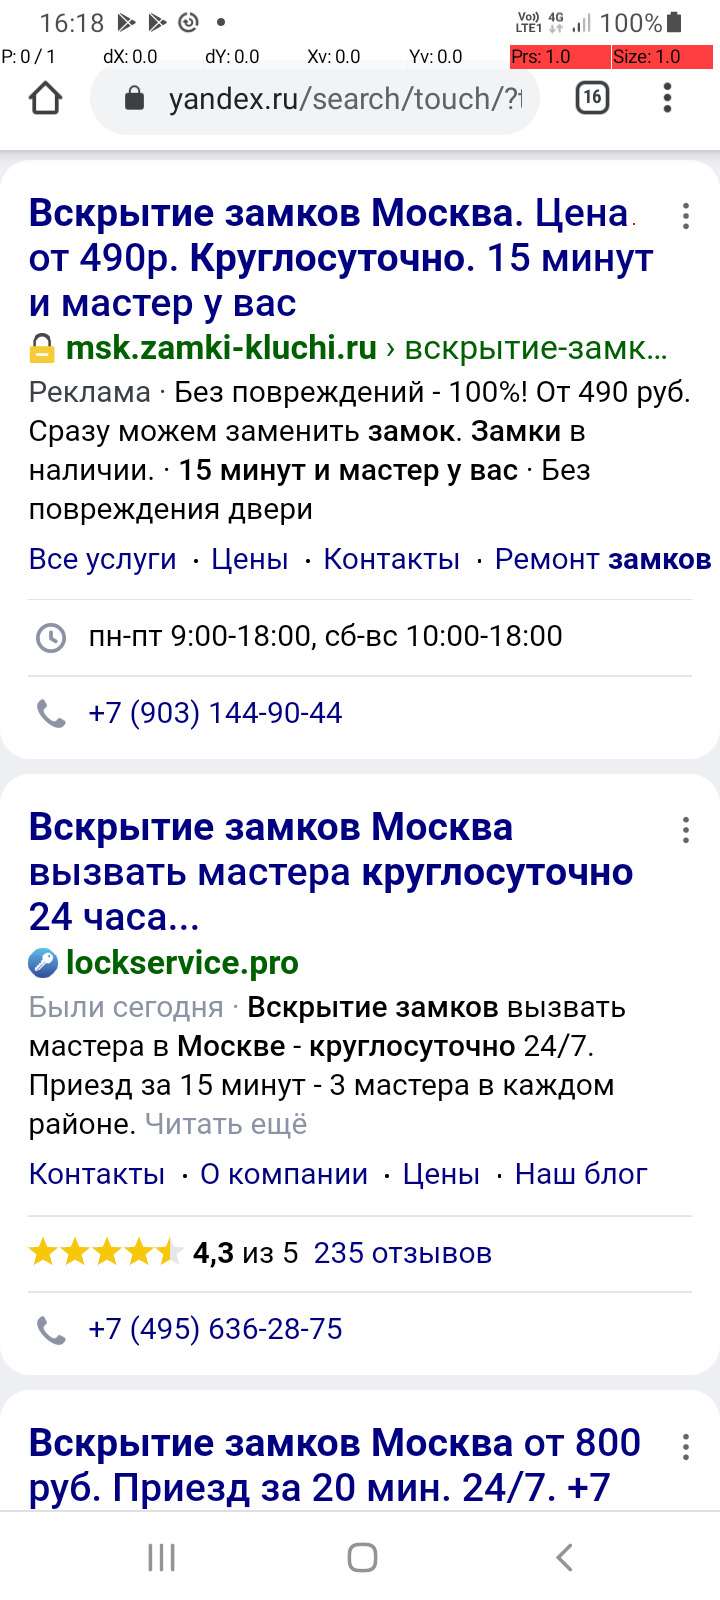 16:18
Vo)) LTE1 4G 100%
P: 0 / 1 dX: 0.0 dY: 0.0 Xv: 0.0 Yv: 0.0 Prs: 1.0 Size: 1.0
yandex.ru/search/touch/?t
16
Вскрытие замков Москва. Цена
от 490р. Круглосуточно. 15 минут
и мастер у вас
msk.zamki-kluchi.ru › вскрытие-замк...
Реклама · Без повреждений - 100%! От 490 руб.
Сразу можем заменить замок. Замки в
наличии. · 15 минут и мастер у вас · Без
повреждения двери
Все услуги · Цены · Контакты · Ремонт замков
пн-пт 9:00-18:00, сб-вс 10:00-18:00
+7 (903) 144-90-44
Вскрытие замков Москва
вызвать мастера круглосуточно
24 часа...
lockservice.pro
Были сегодня · Вскрытие замков вызвать
мастера в Москве - круглосуточно 24/7.
Приезд за 15 минут - 3 мастера в каждом
районе. Читать ещё
Контакты · О компании · Цены · Наш блог
4,3 из 5 235 отзывов
+7 (495) 636-28-75
Вскрытие замков Москва от 800
руб. Приезд за 20 мин. 24/7. +7